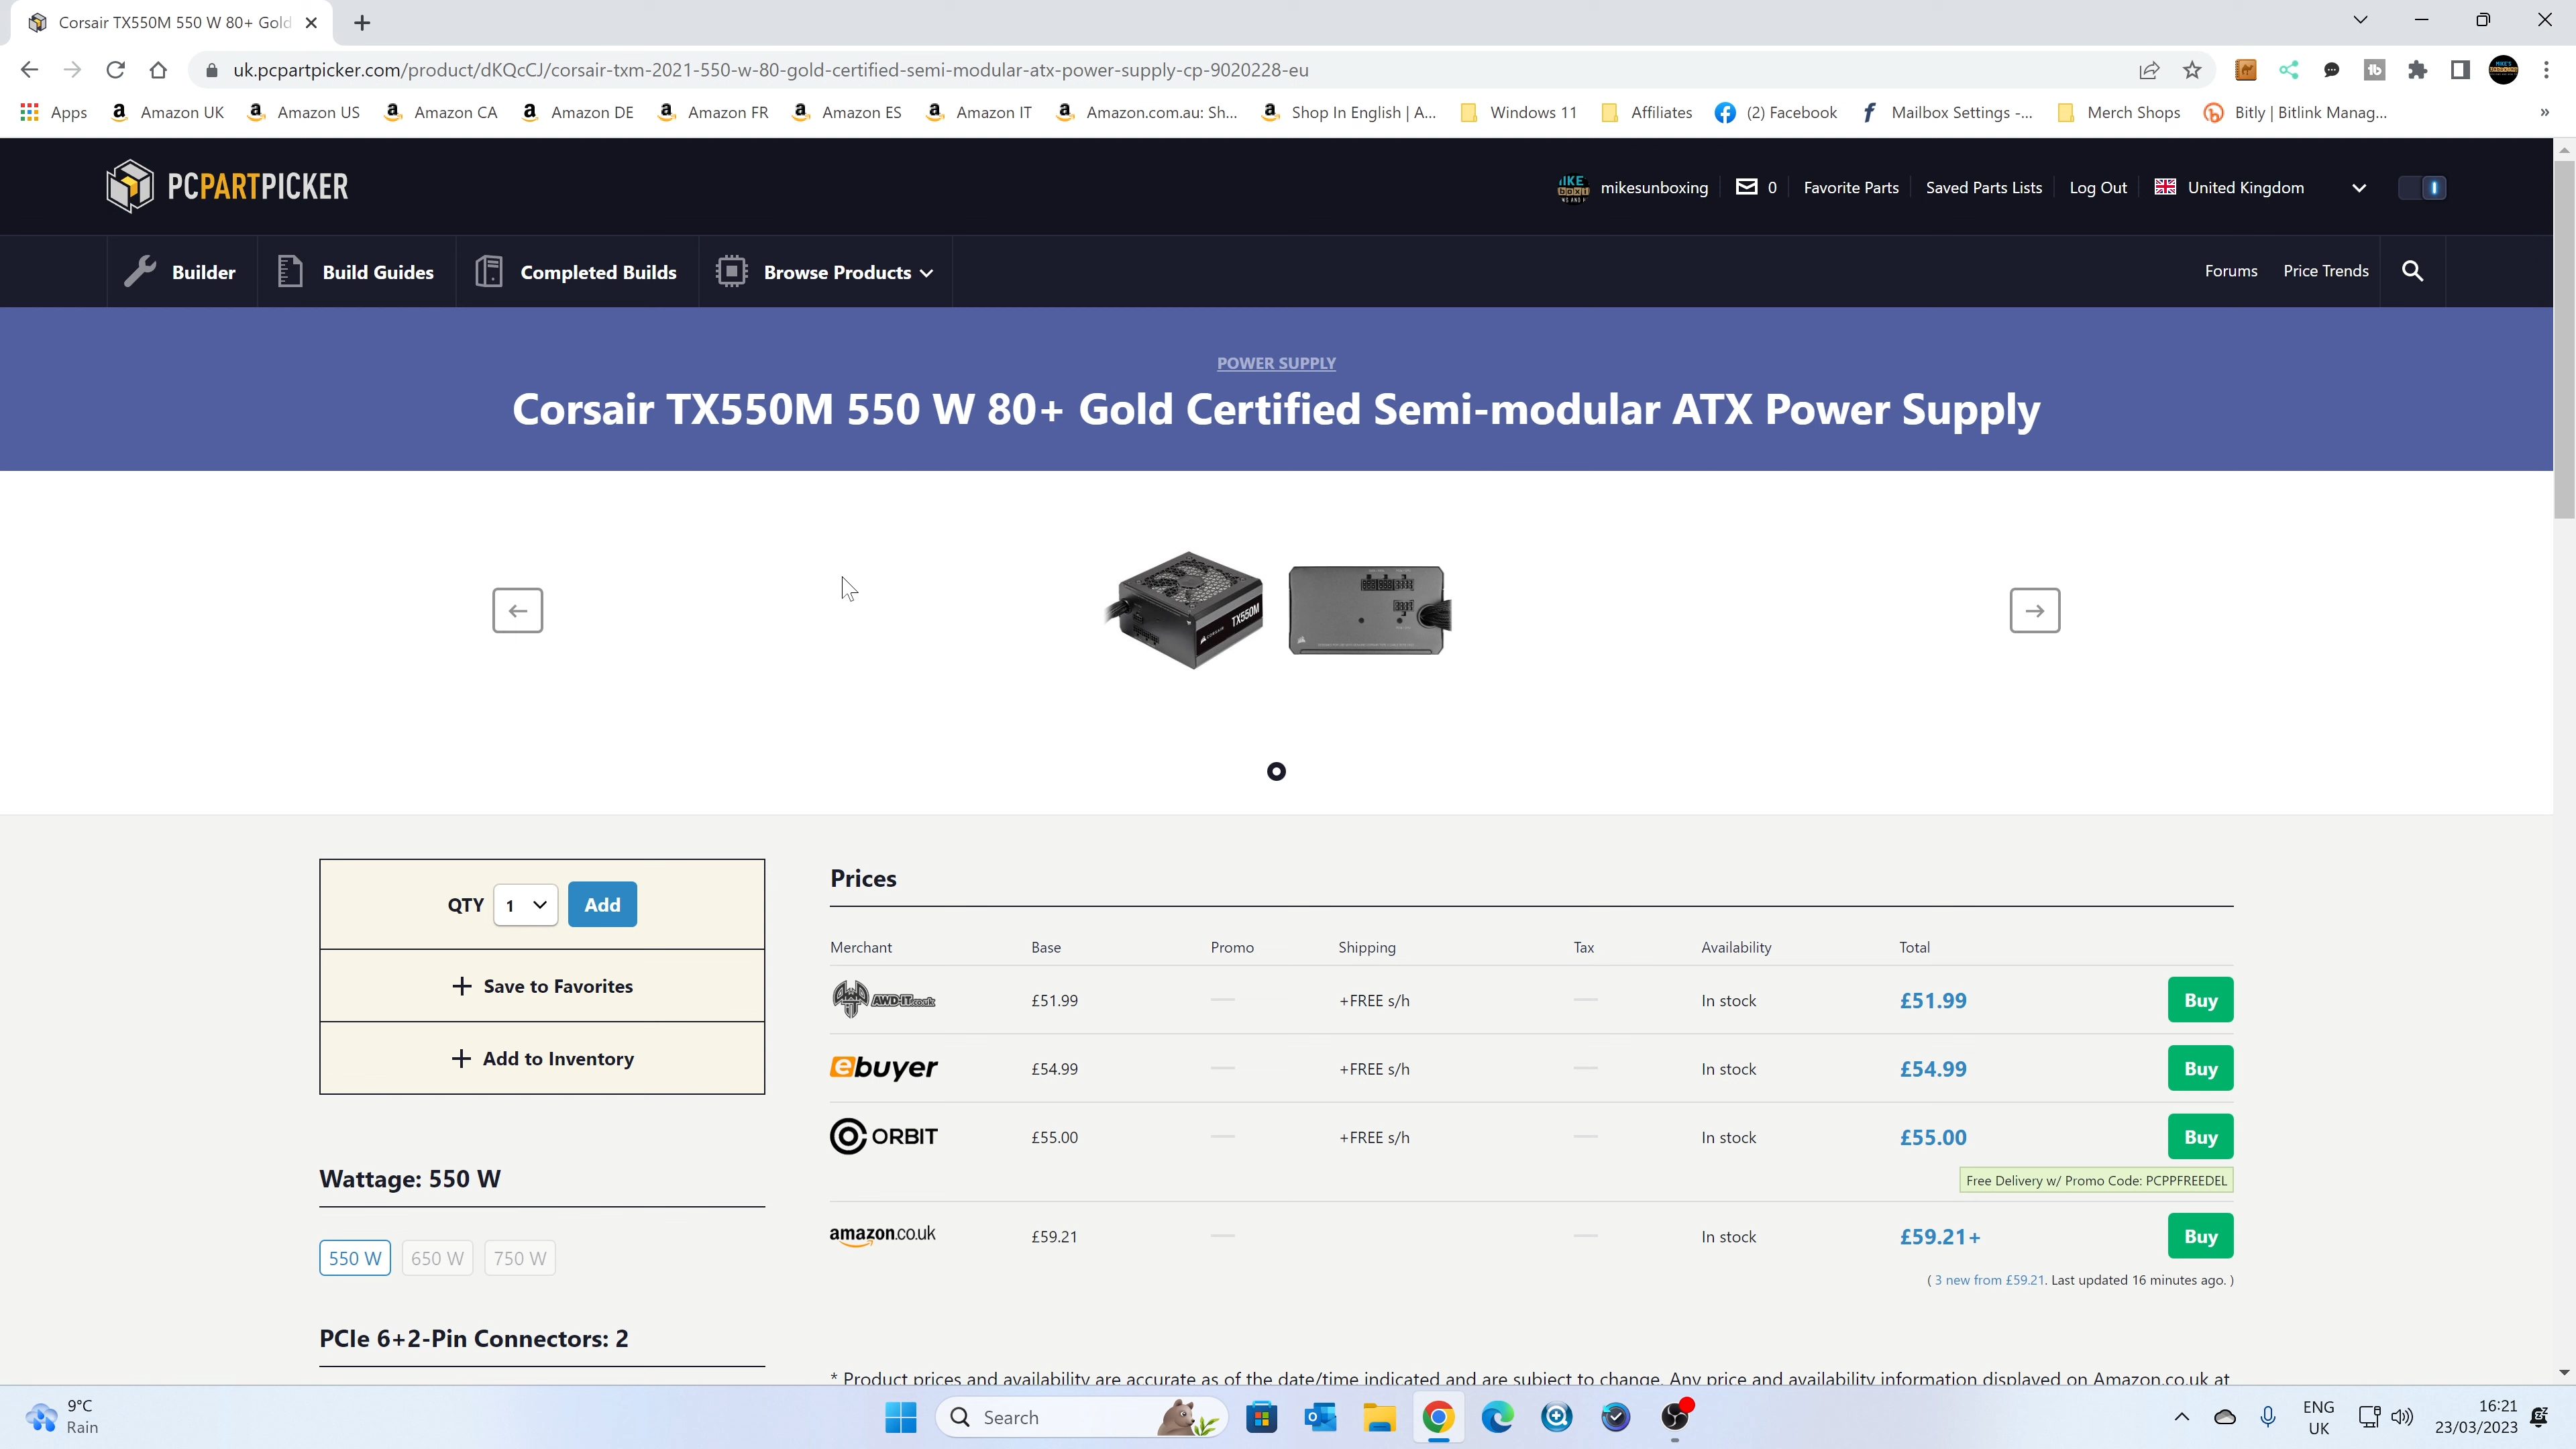 Corsair TX550M 550 W 80+ Gold
uk.pcpartpicker.com/product/dKQcCJ/corsair-txm-2021-550-w-80-gold-certified-semi-modular-atx-power-supply-cp-9020228-eu
Apps Amazon UK Amazon US Amazon CA Amazon DE Amazon FR Amazon ES Amazon IT Amazon.com.au: Sh... Shop In English | A... Windows 11 Affiliates (2) Facebook Mailbox Settings -... Merch Shops Bitly | Bitlink Manag... »
PCPARTPICKER mikesunboxing 0 Favorite Parts Saved Parts Lists Log Out United Kingdom
Builder Build Guides Completed Builds Browse Products Forums Price Trends
POWER SUPPLY
Corsair TX550M 550 W 80+ Gold Certified Semi-modular ATX Power Supply
TX550M
CORSAIR
QTY 1 Add
+ Save to Favorites
+ Add to Inventory
Wattage: 550 W
550 W 650 W 750 W
PCIe 6+2-Pin Connectors: 2
Prices
Merchant Base Promo Shipping Tax Availability Total
AWD-IT.co.uk £51.99 — +FREE s/h — In stock £51.99 Buy
ebuyer £54.99 — +FREE s/h — In stock £54.99 Buy
ORBIT £55.00 — +FREE s/h — In stock £55.00 Buy
Free Delivery w/ Promo Code: PCPPFREEDEL
amazon.co.uk £59.21 — — In stock £59.21+ Buy
( 3 new from £59.21. Last updated 16 minutes ago. )
* Product prices and availability are accurate as of the date/time indicated and are subject to change. Any price and availability information displayed on Amazon.co.uk at
9°C
Rain
Search
ENG
UK
16:21
23/03/2023